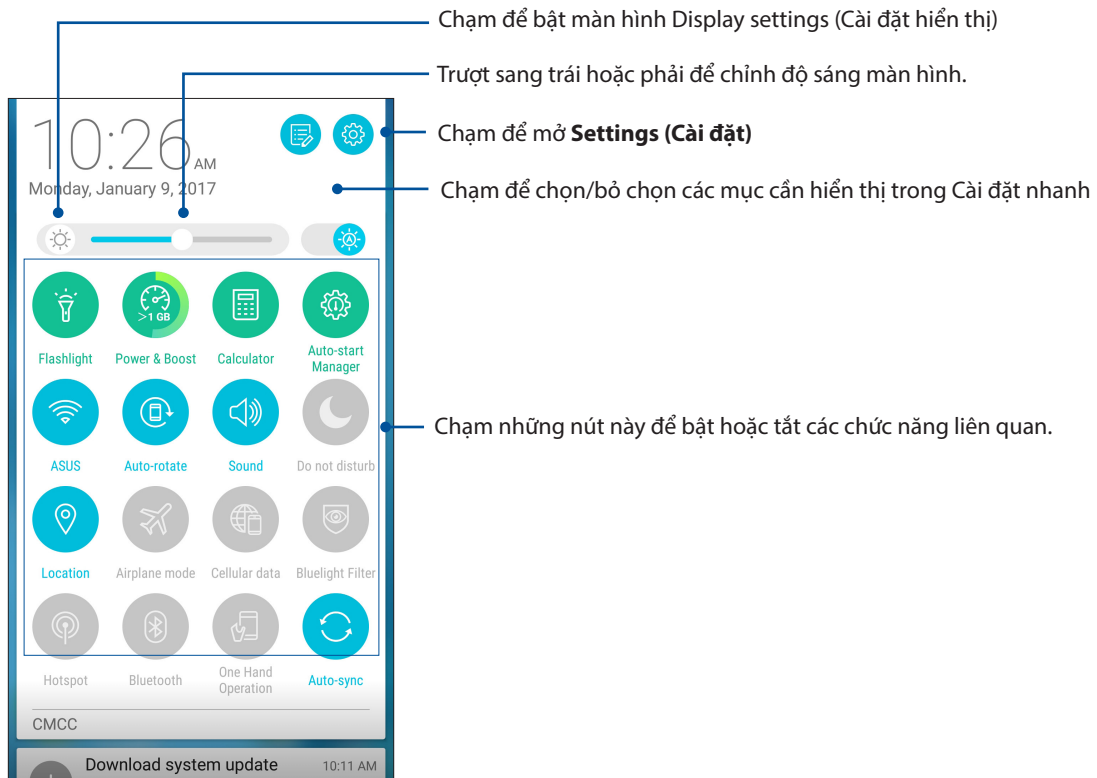 Chạm để bật màn hình Display settings (Cài đặt hiển thị)
Trượt sang trái hoặc phải để chỉnh độ sáng màn hình.
Chạm để mở Settings (Cài đặt)
Chạm để chọn/bỏ chọn các mục cần hiển thị trong Cài đặt nhanh
10:26 AM
Monday, January 9, 2017
A
>1 GB
Flashlight
Power & Boost
Calculator
Auto-start
Manager
Chạm những nút này để bật hoặc tắt các chức năng liên quan.
ASUS
Auto-rotate
Sound
Do not disturb
Location
Airplane mode
Cellular data
Bluelight Filter
Hotspot
Bluetooth
One Hand
Operation
Auto-sync
CMCC
Download system update
10:11 AM